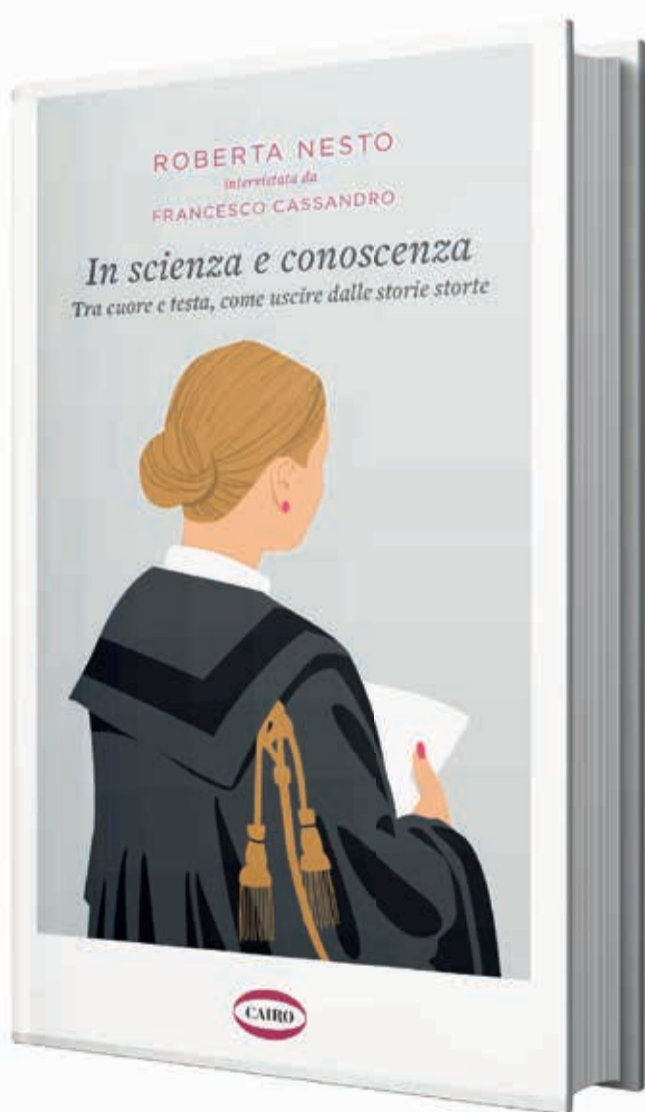 ROBERTA NESTO
intervistata da
FRANCESCO CASSANDRO
In scienza e conoscenza
Tra cuore e testa, come uscire dalle storie storte
CAIRO